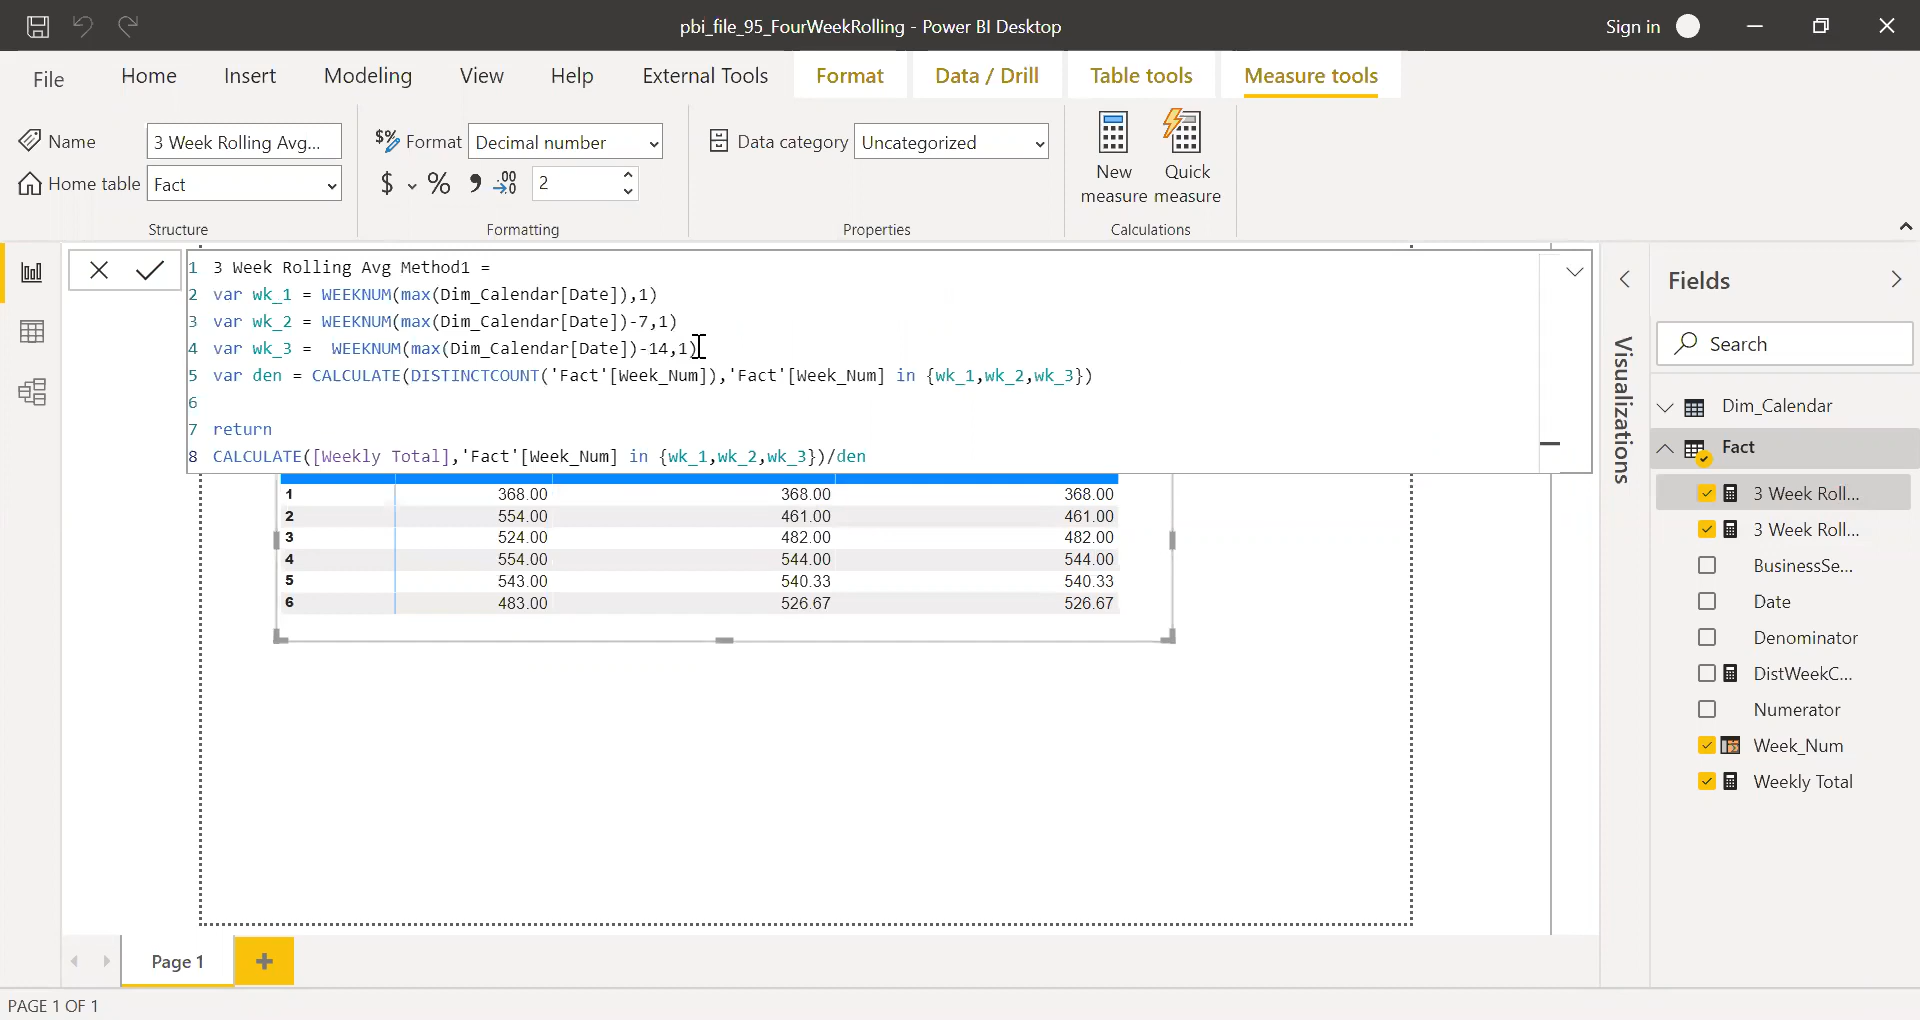 pbi_file_95_FourWeekRolling - Power BI Desktop
Sign in
File
Home
Insert
Modeling
View
Help
External Tools
Format
Data / Drill
Table tools
Measure tools
Name
3 Week Rolling Avg...
Home table
Fact
Structure
Format
Decimal number
$
%
2
Formatting
Data category
Uncategorized
Properties
New measure
Quick measure
Calculations
1 3 Week Rolling Avg Method1 =
2 var wk_1 = WEEKNUM(max(Dim_Calendar[Date]),1)
3 var wk_2 = WEEKNUM(max(Dim_Calendar[Date])-7,1)
4 var wk_3 =  WEEKNUM(max(Dim_Calendar[Date])-14,1)
5 var den = CALCULATE(DISTINCTCOUNT('Fact'[Week_Num]),'Fact'[Week_Num] in {wk_1,wk_2,wk_3})
6
7 return
8 CALCULATE([Weekly Total],'Fact'[Week_Num] in {wk_1,wk_2,wk_3})/den
1 368.00 368.00 368.00
2 554.00 461.00 461.00
3 524.00 482.00 482.00
4 554.00 544.00 544.00
5 543.00 540.33 540.33
6 483.00 526.67 526.67
Visualizations
Fields
Search
Dim_Calendar
Fact
3 Week Roll...
3 Week Roll...
BusinessSe...
Date
Denominator
DistWeekC...
Numerator
Week_Num
Weekly Total
Page 1
PAGE 1 OF 1